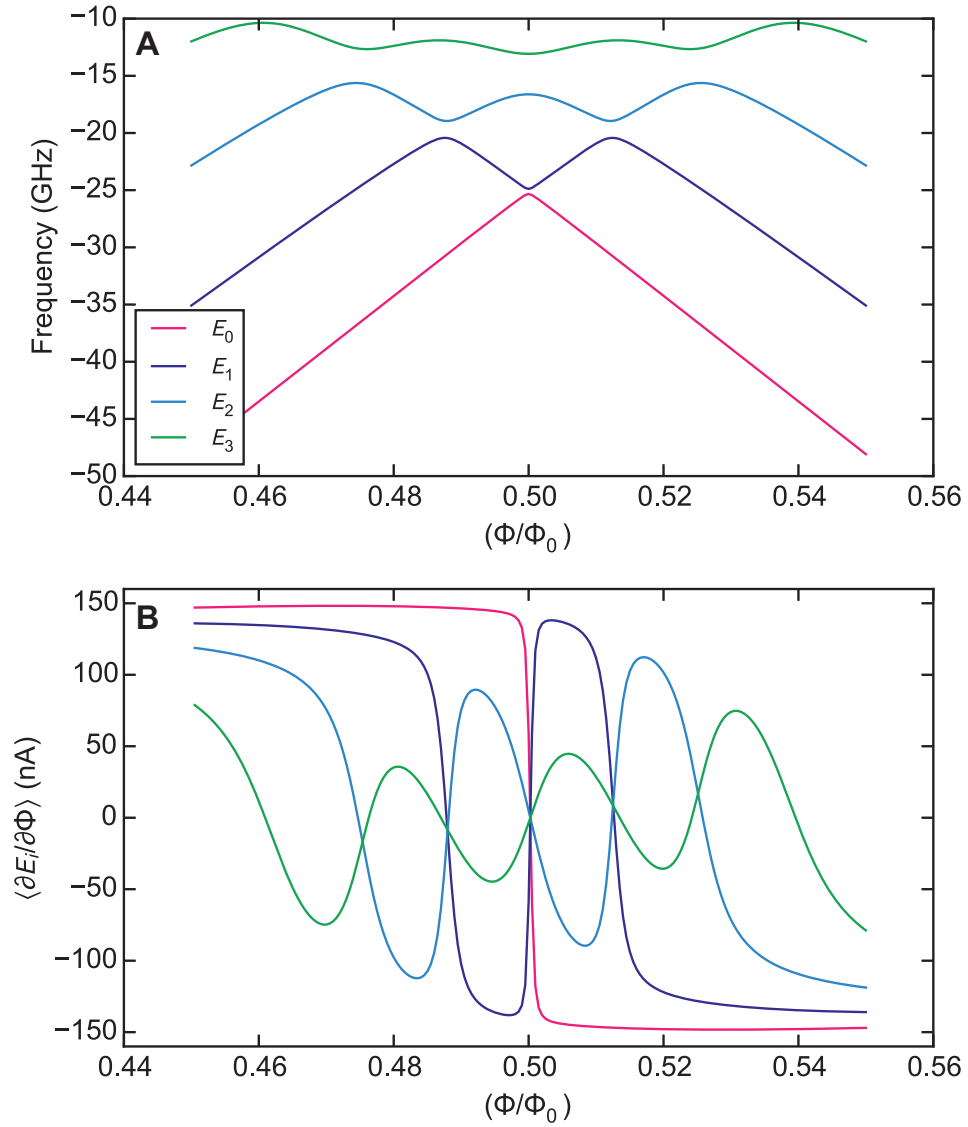 A
Frequency (GHz)
−10
−15
−20
−25
−30
−35
−40
−45
−50
E0
E1
E2
E3
0.44 0.46 0.48 0.50 0.52 0.54 0.56
(Φ/Φ0)
B
⟨∂Ei/∂Φ⟩ (nA)
150
100
50
0
−50
−100
−150
0.44 0.46 0.48 0.50 0.52 0.54 0.56
(Φ/Φ0)